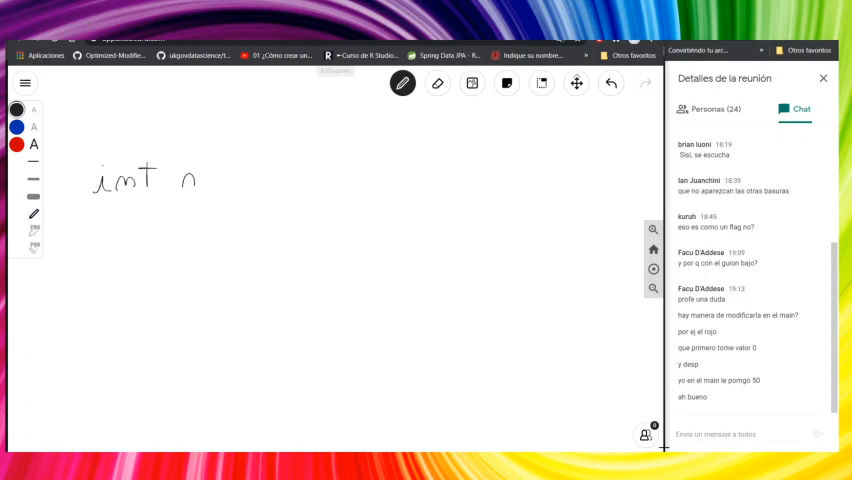 Aplicaciones Optimized-Modifie... ukgovdatascience/t... 01 ¿Cómo crear un... R ←Curso de R Studio... Spring Data JPA – R... Indique su nombre... » Otros favoritos
Convirtiéndo tu arc... » Otros favoritos
A
A
A
int n
Detalles de la reunión
Personas (24) Chat
brian luoni 18:19
Sisi, se escucha
Ian Juanchini 18:39
que no aparezcan las otras basuras
kuruh 18:45
eso es como un flag no?
Facu D'Addese 19:09
y por q con el guion bajo?
Facu D'Addese 19:13
profe una duda
hay manera de modificarla en el main?
por ej el rojo
que primero tome valor 0
y desp
yo en el main le pomgo 50
ah bueno
Envía un mensaje a todos
0